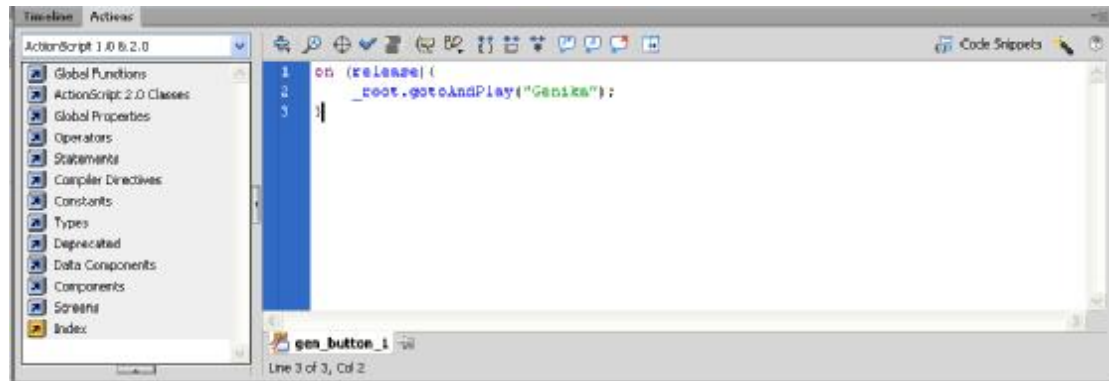 Timeline Actions
ActionScript 1.0 & 2.0
Code Snippets
Global Functions
ActionScript 2.0 Classes
Global Properties
Operators
Statements
Compiler Directives
Constants
Types
Deprecated
Data Components
Components
Screens
Index
1 on (release){
2 _root.gotoAndPlay("Genika");
3 }
gen_button_1
Line 3 of 3, Col 2